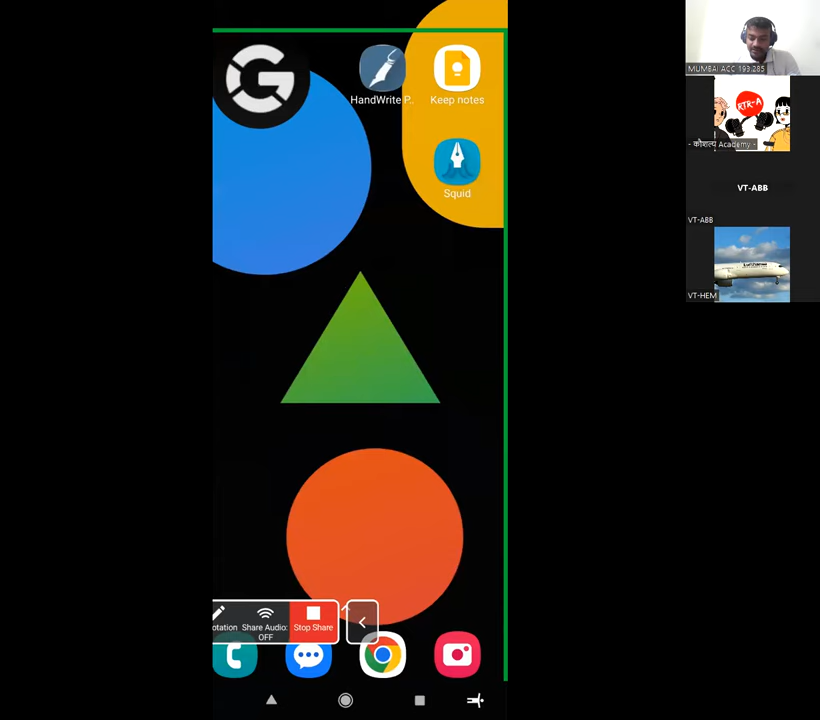 HandWrite P..
Keep notes
Squid
otation
Share Audio:
OFF
Stop Share
MUMBAI ACC 193.285
RTR-A
- कौशल्य Academy -
VT-ABB
VT-ABB
VT-HEM